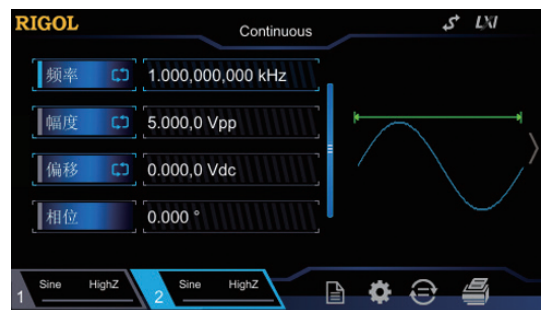 RIGOL
Continuous
LXI
频率 1.000,000,000 kHz
幅度 5.000,0 Vpp
偏移 0.000,0 Vdc
相位 0.000 °
1 Sine HighZ
2 Sine HighZ